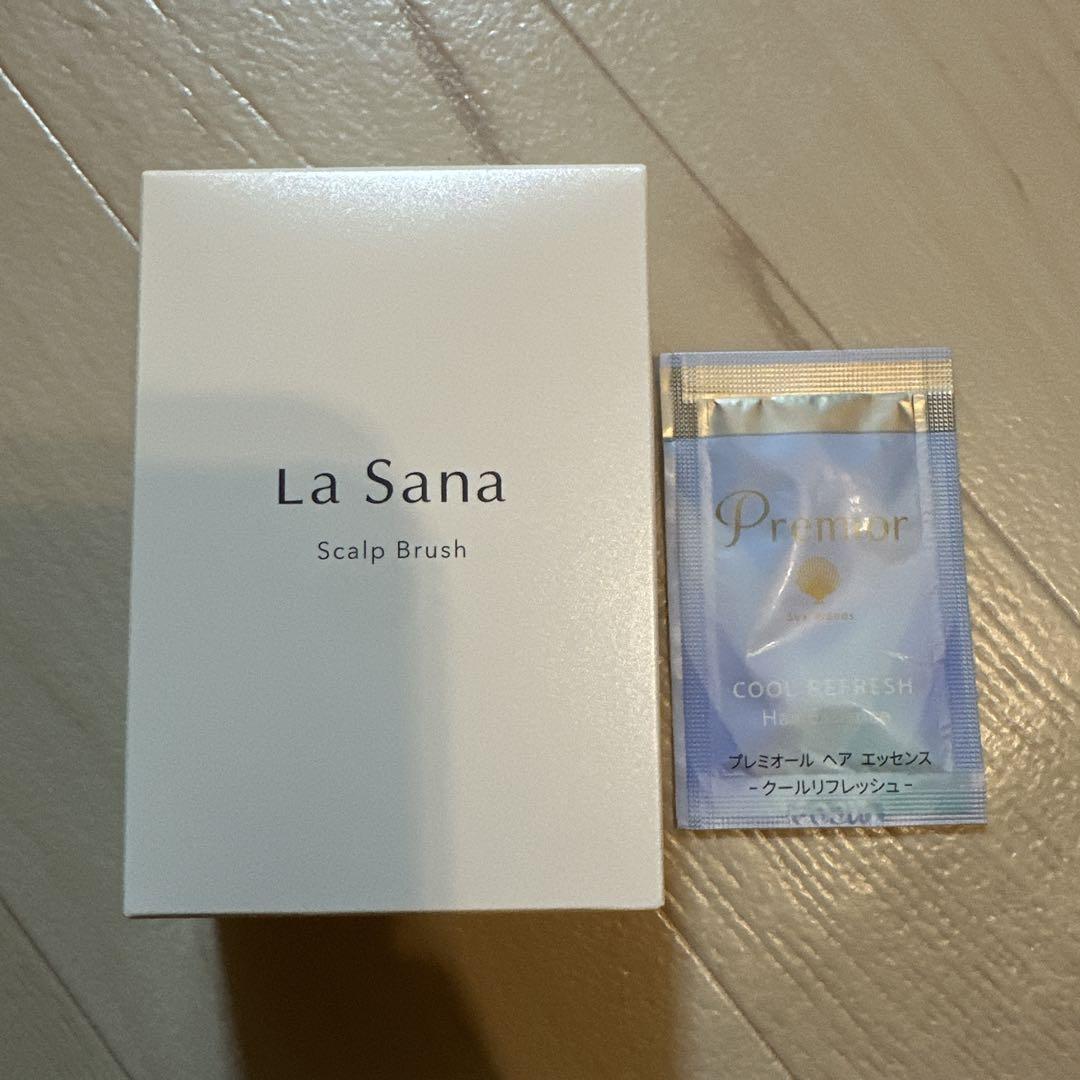 La Sana
Scalp Brush
Premior
COOL REFRESH
プレミオール ヘア エッセンス
-クールリフレッシュ-